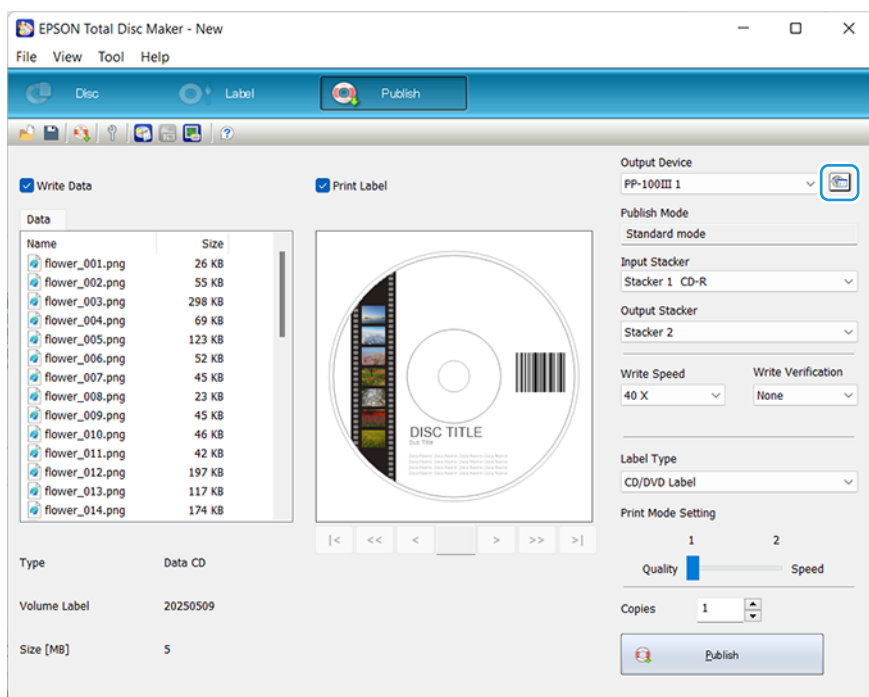 EPSON Total Disc Maker - New
File View Tool Help
Disc Label Publish
Write Data
Data
Name Size
flower_001.png 26 KB
flower_002.png 55 KB
flower_003.png 298 KB
flower_004.png 69 KB
flower_005.png 123 KB
flower_006.png 52 KB
flower_007.png 45 KB
flower_008.png 23 KB
flower_009.png 45 KB
flower_010.png 46 KB
flower_011.png 42 KB
flower_012.png 197 KB
flower_013.png 117 KB
flower_014.png 174 KB
Type Data CD
Volume Label 20250509
Size [MB] 5
Print Label
DISC TITLE
Sub Title
|< << < > >> >|
Output Device
PP-100III 1
Publish Mode
Standard mode
Input Stacker
Stacker 1 CD-R
Output Stacker
Stacker 2
Write Speed Write Verification
40 X None
Label Type
CD/DVD Label
Print Mode Setting
1 2
Quality Speed
Copies 1
Publish